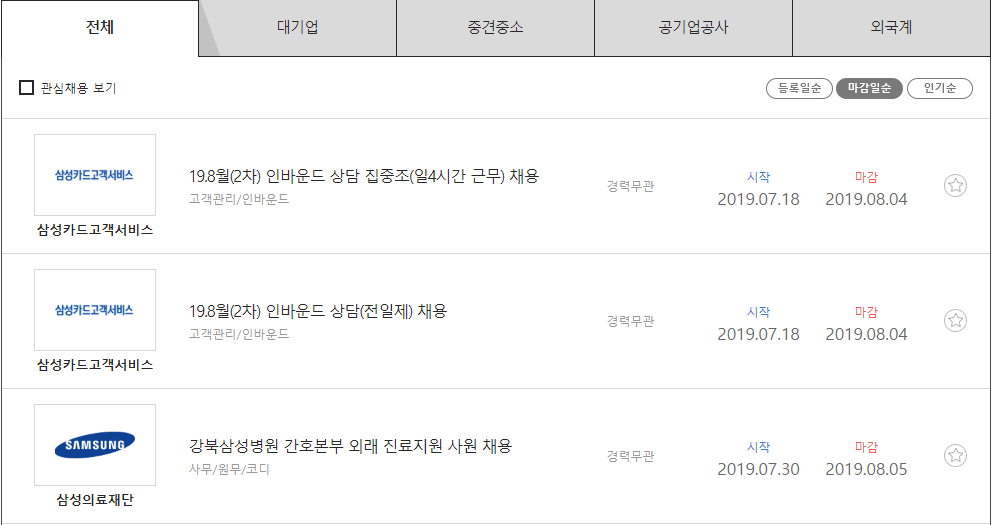 전체
대기업
중견중소
공기업공사
외국계
관심채용 보기
등록일순
마감일순
인기순
삼성카드고객서비스
삼성카드고객서비스
19.8월(2차) 인바운드 상담 집중조(일4시간 근무) 채용
고객관리/인바운드
경력무관
시작
2019.07.18
마감
2019.08.04
삼성카드고객서비스
삼성카드고객서비스
19.8월(2차) 인바운드 상담(전일제) 채용
고객관리/인바운드
경력무관
시작
2019.07.18
마감
2019.08.04
SAMSUNG
삼성의료재단
강북삼성병원 간호본부 외래 진료지원 사원 채용
사무/원무/코디
경력무관
시작
2019.07.30
마감
2019.08.05